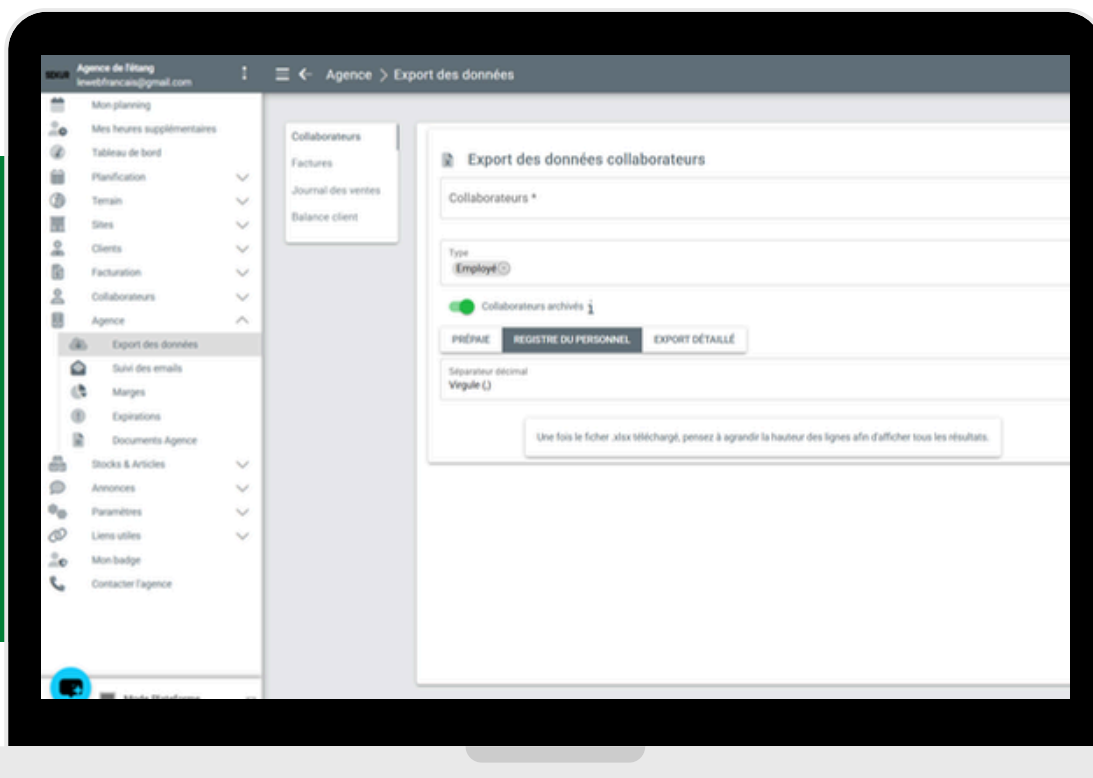 Agence de l'étang
lewebfrancais@gmail.com
Agence > Export des données
Mon planning
Mes heures supplémentaires
Tableau de bord
Planification
Terrain
Sites
Clients
Facturation
Collaborateurs
Agence
Export des données
Suivi des emails
Marges
Expirations
Documents Agence
Stocks & Articles
Annonces
Paramètres
Liens utiles
Mon badge
Contacter l'agence
Mode Plateforme
Collaborateurs
Factures
Journal des ventes
Balance client
Export des données collaborateurs
Collaborateurs *
Type
Employé
Collaborateurs archivés
PRÉPAIE REGISTRE DU PERSONNEL EXPORT DÉTAILLÉ
Séparateur décimal
Virgule (,)
Une fois le ficher .xlsx téléchargé, pensez à agrandir la hauteur des lignes afin d'afficher tous les résultats.